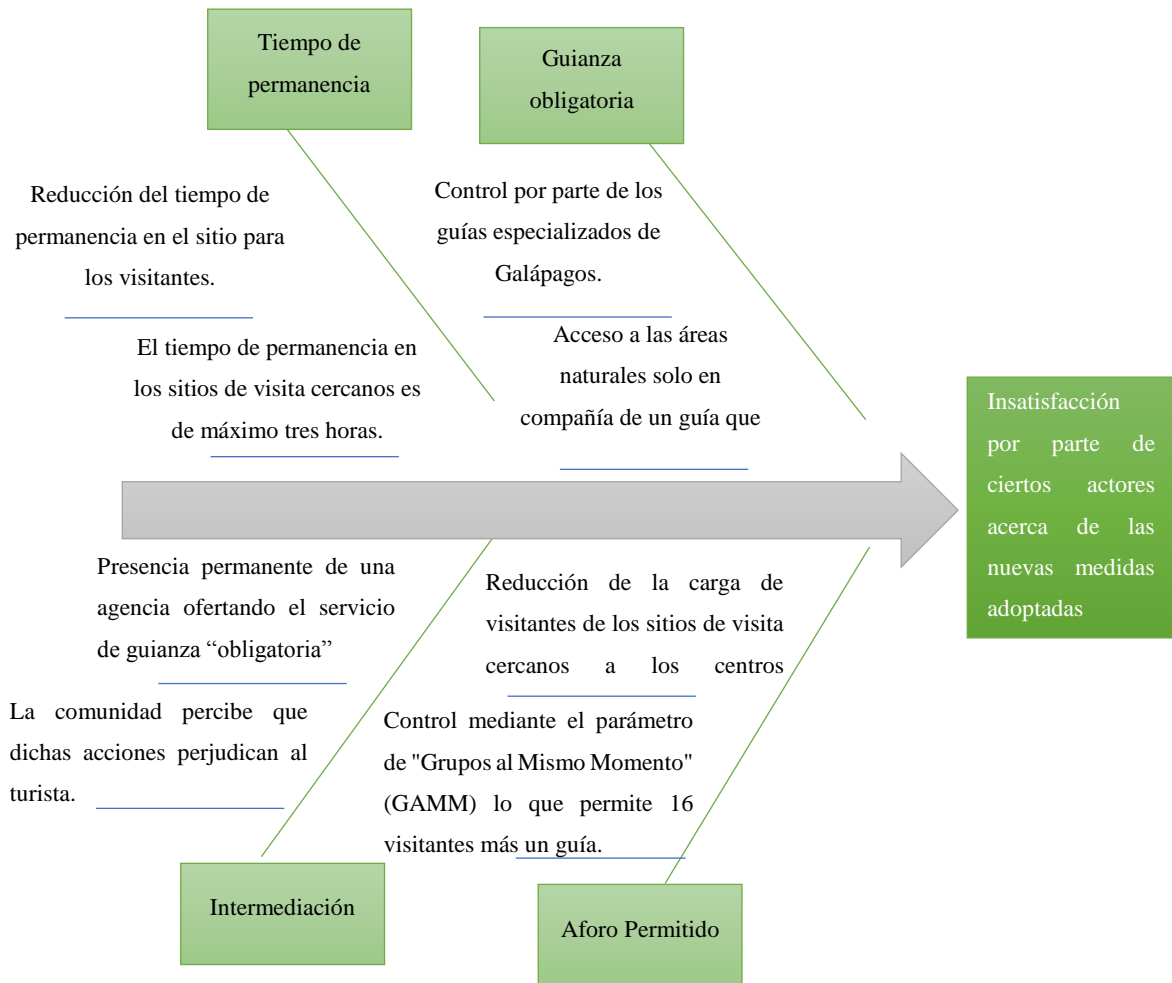 Tiempo de
permanencia
Guianza
obligatoria
Reducción del tiempo de
permanencia en el sitio para
los visitantes.
El tiempo de permanencia en
los sitios de visita cercanos es
de máximo tres horas.
Control por parte de los
guías especializados de
Galápagos.
Acceso a las áreas
naturales solo en
compañía de un guía que
Insatisfacción
por parte de
ciertos actores
acerca de las
nuevas medidas
adoptadas
Presencia permanente de una
agencia ofertando el servicio
de guianza “obligatoria”
La comunidad percibe que
dichas acciones perjudican al
turista.
Reducción de la carga de
visitantes de los sitios de visita
cercanos a los centros
Control mediante el parámetro
de "Grupos al Mismo Momento"
(GAMM) lo que permite 16
visitantes más un guía.
Intermediación
Aforo Permitido